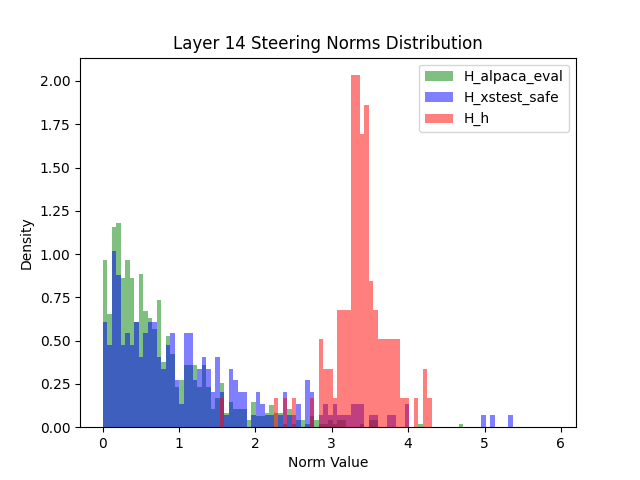 Layer 14 Steering Norms Distribution
H_alpaca_eval
H_xstest_safe
H_h
Density
2.00
1.75
1.50
1.25
1.00
0.75
0.50
0.25
0.00
0 1 2 3 4 5 6
Norm Value